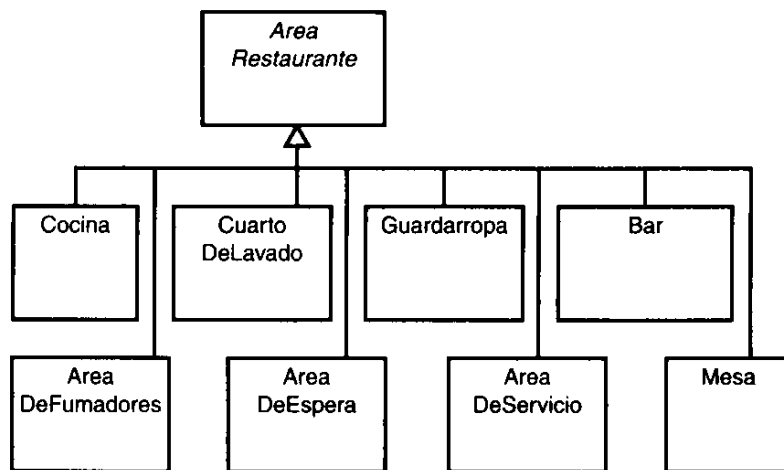 Area
Restaurante
Cocina
Cuarto
DeLavado
Guardarropa
Bar
Area
DeFumadores
Area
DeEspera
Area
DeServicio
Mesa